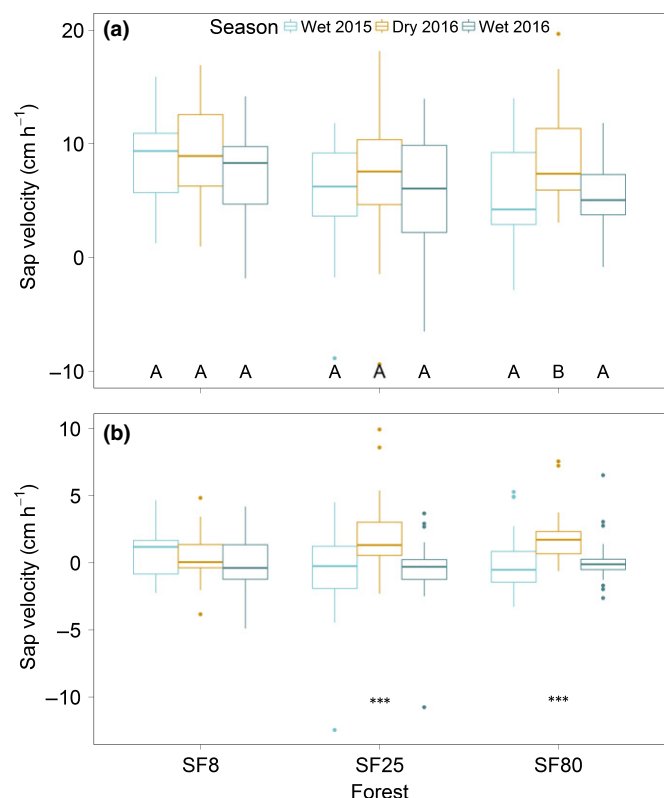 (a) Season Wet 2015 Dry 2016 Wet 2016
20
10
0
–10
Sap velocity (cm h⁻¹)
A A A A A A A B A
(b)
10
5
0
–5
–10
Sap velocity (cm h⁻¹)
*** ***
SF8 SF25 SF80
Forest